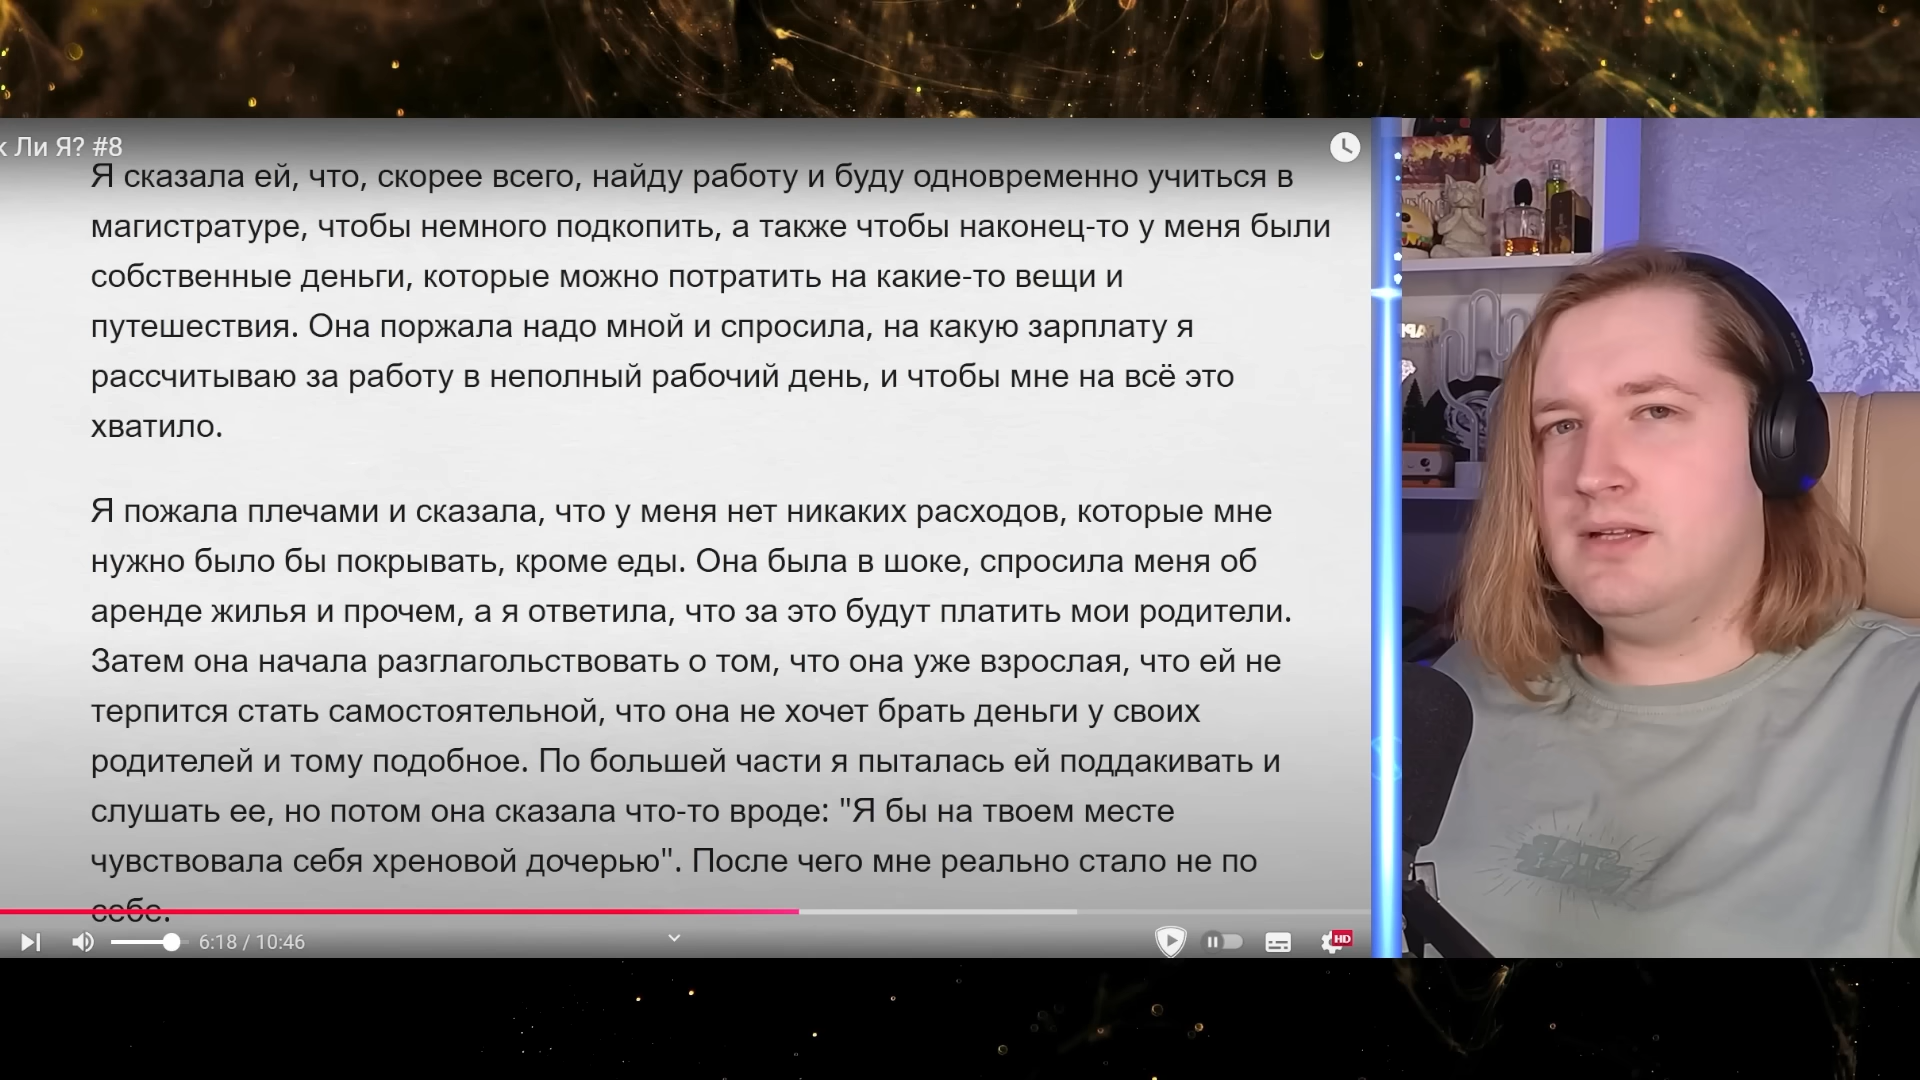 к Ли Я? #8
Я сказала ей, что, скорее всего, найду работу и буду одновременно учиться в
магистратуре, чтобы немного подкопить, а также чтобы наконец-то у меня были
собственные деньги, которые можно потратить на какие-то вещи и
путешествия. Она поржала надо мной и спросила, на какую зарплату я
рассчитываю за работу в неполный рабочий день, и чтобы мне на всё это
хватило.
Я пожала плечами и сказала, что у меня нет никаких расходов, которые мне
нужно было бы покрывать, кроме еды. Она была в шоке, спросила меня об
аренде жилья и прочем, а я ответила, что за это будут платить мои родители.
Затем она начала разглагольствовать о том, что она уже взрослая, что ей не
терпится стать самостоятельной, что она не хочет брать деньги у своих
родителей и тому подобное. По большей части я пыталась ей поддакивать и
слушать ее, но потом она сказала что-то вроде: "Я бы на твоем месте
чувствовала себя хреновой дочерью". После чего мне реально стало не по
себе.
6:18 / 10:46
HD